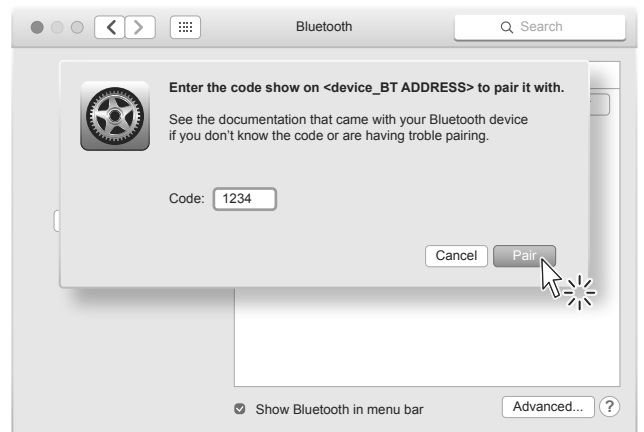 Bluetooth
Search
Enter the code show on <device_BT ADDRESS> to pair it with.
See the documentation that came with your Bluetooth device
if you don't know the code or are having troble pairing.
Code: 1234
Cancel Pair
Show Bluetooth in menu bar
Advanced... ?